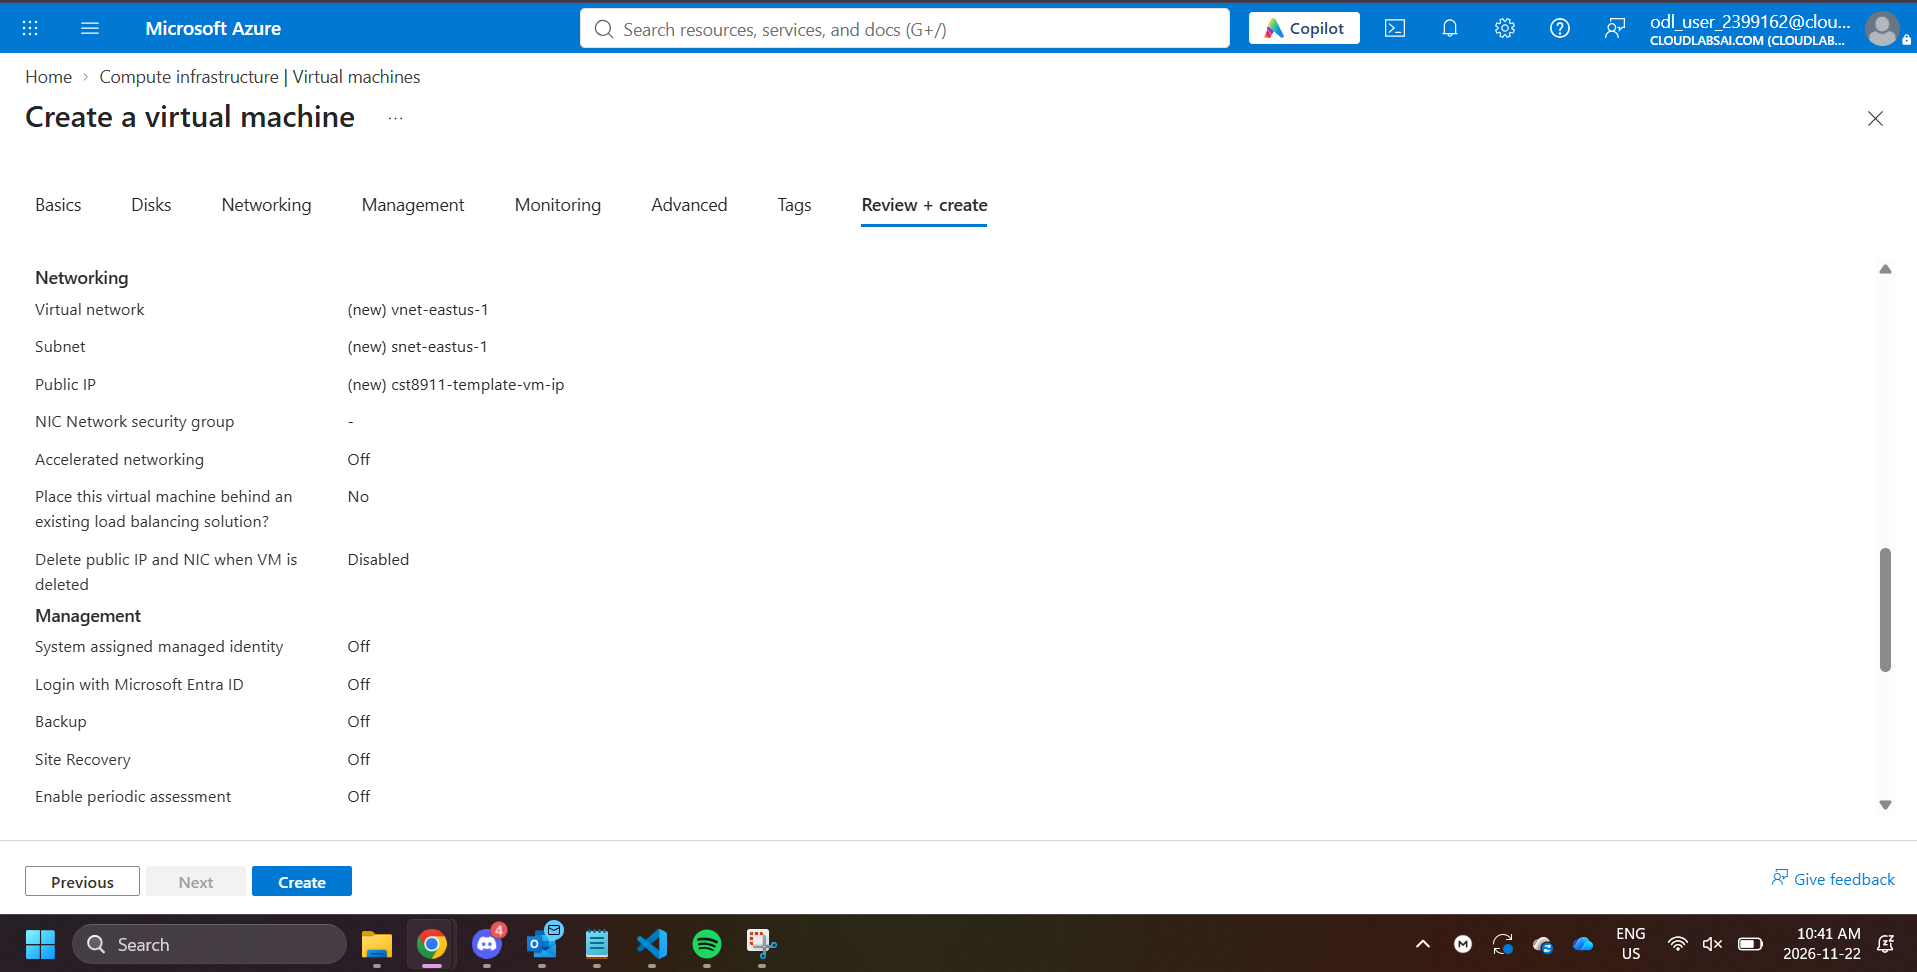 Microsoft Azure
Search resources, services, and docs (G+/)
Copilot
odl_user_2399162@clou...
CLOUDLABSAI.COM (CLOUDLAB...
Home > Compute infrastructure | Virtual machines
Create a virtual machine ...
Basics Disks Networking Management Monitoring Advanced Tags Review + create
Networking
Virtual network (new) vnet-eastus-1
Subnet (new) snet-eastus-1
Public IP (new) cst8911-template-vm-ip
NIC Network security group -
Accelerated networking Off
Place this virtual machine behind an No
existing load balancing solution?
Delete public IP and NIC when VM is Disabled
deleted
Management
System assigned managed identity Off
Login with Microsoft Entra ID Off
Backup Off
Site Recovery Off
Enable periodic assessment Off
Previous Next Create
Give feedback
Search
4
ENG
US
10:41 AM
2026-11-22